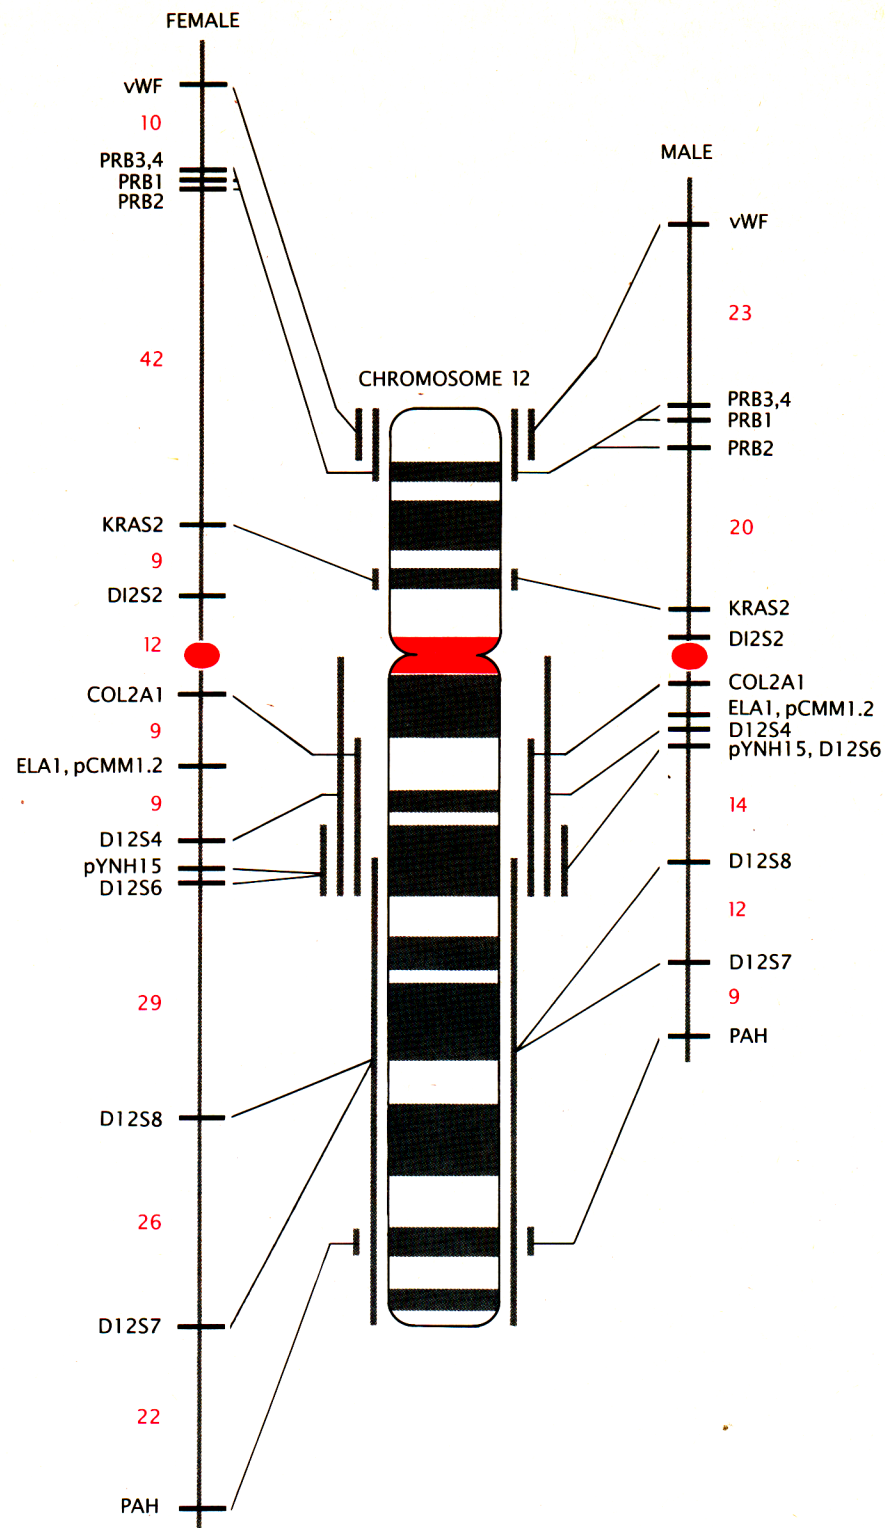 FEMALE
vWF
10
PRB3,4
PRB1
PRB2
42
KRAS2
9
DI2S2
12
COL2A1
9
ELA1, pCMM1.2
9
D12S4
pYNH15
D12S6
29
D12S8
26
D12S7
22
PAH
CHROMOSOME 12
MALE
vWF
23
PRB3,4
PRB1
PRB2
20
KRAS2
DI2S2
COL2A1
ELA1, pCMM1.2
D12S4
pYNH15, D12S6
14
D12S8
12
D12S7
9
PAH